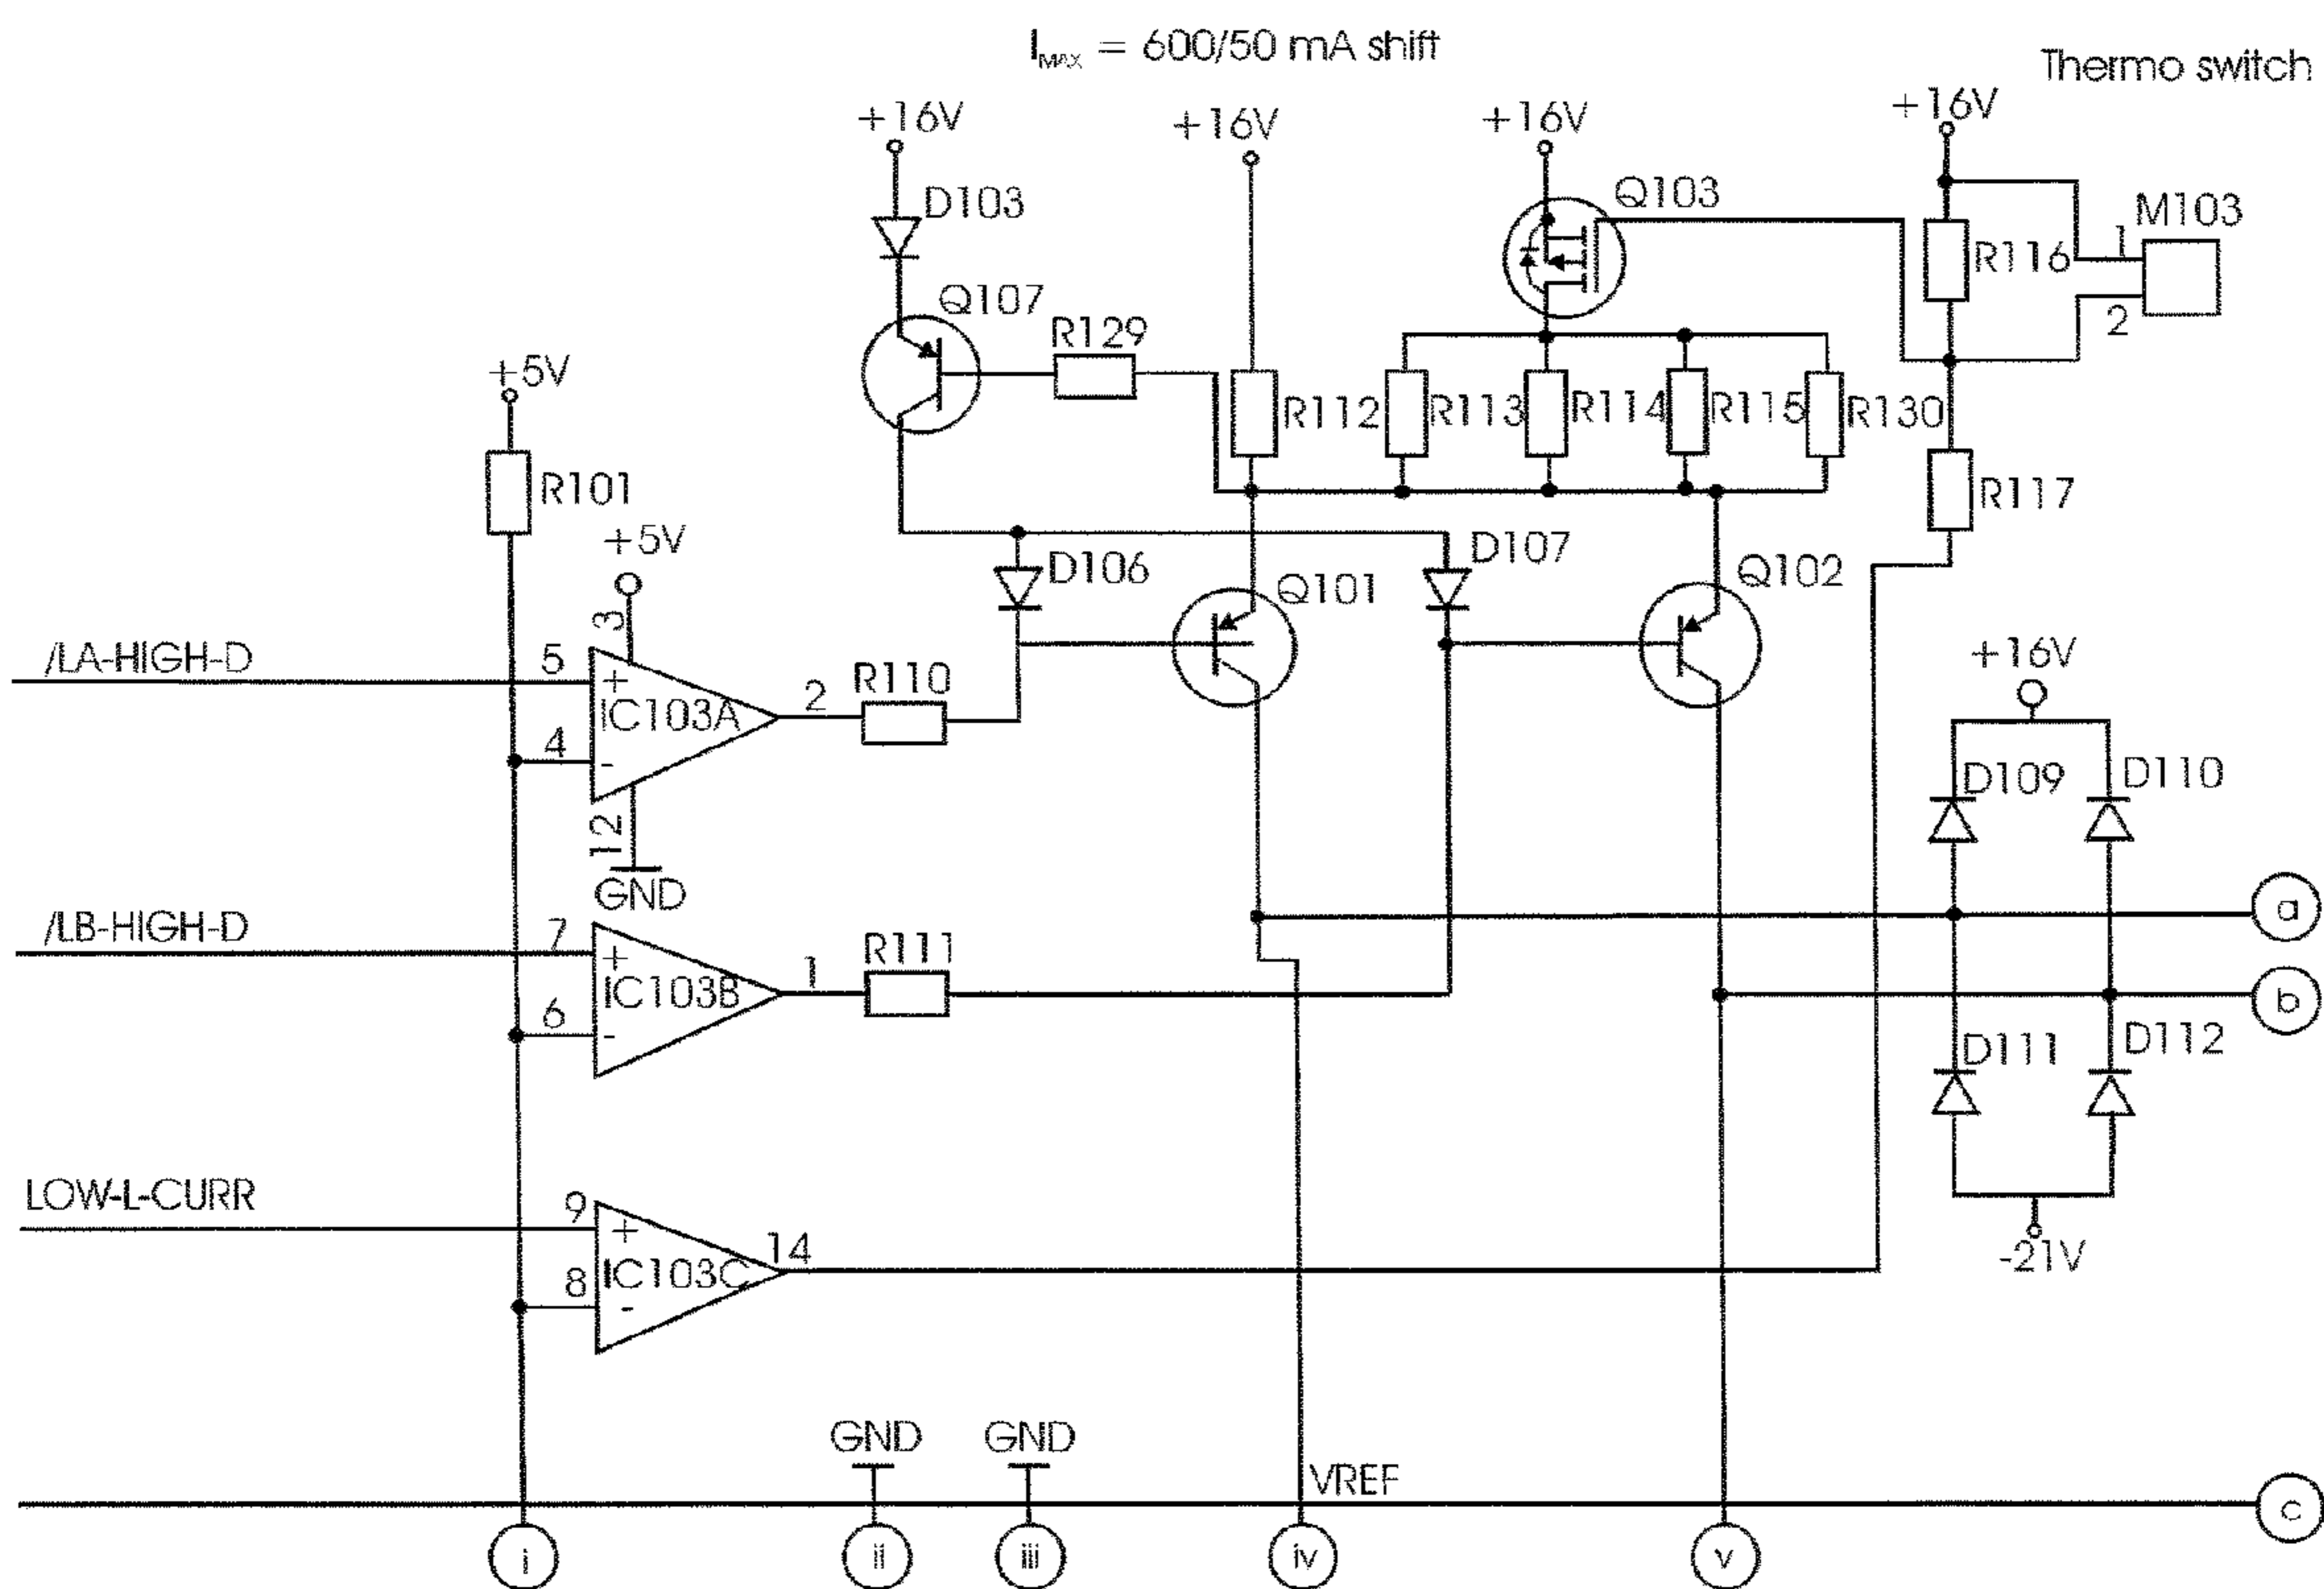 I_MAX = 600/50 mA shift
Thermo switch
+16V
+16V
+16V
+16V
D103
Q103
M103
1
R116
2
Q107
R129
+5V
R112
R113
R114
R115
R130
R101
R117
+5V
D106
D107
3
Q101
Q102
/LA-HIGH-D
5
+
IC103A
2
R110
+16V
4
-
12
D109
D110
GND
a
/LB-HIGH-D
7
+
IC103B
1
R111
b
6
-
D111
D112
LOW-L-CURR
9
+
IC103C
14
-21V
8
-
GND
GND
VREF
c
i
ii
iii
iv
v